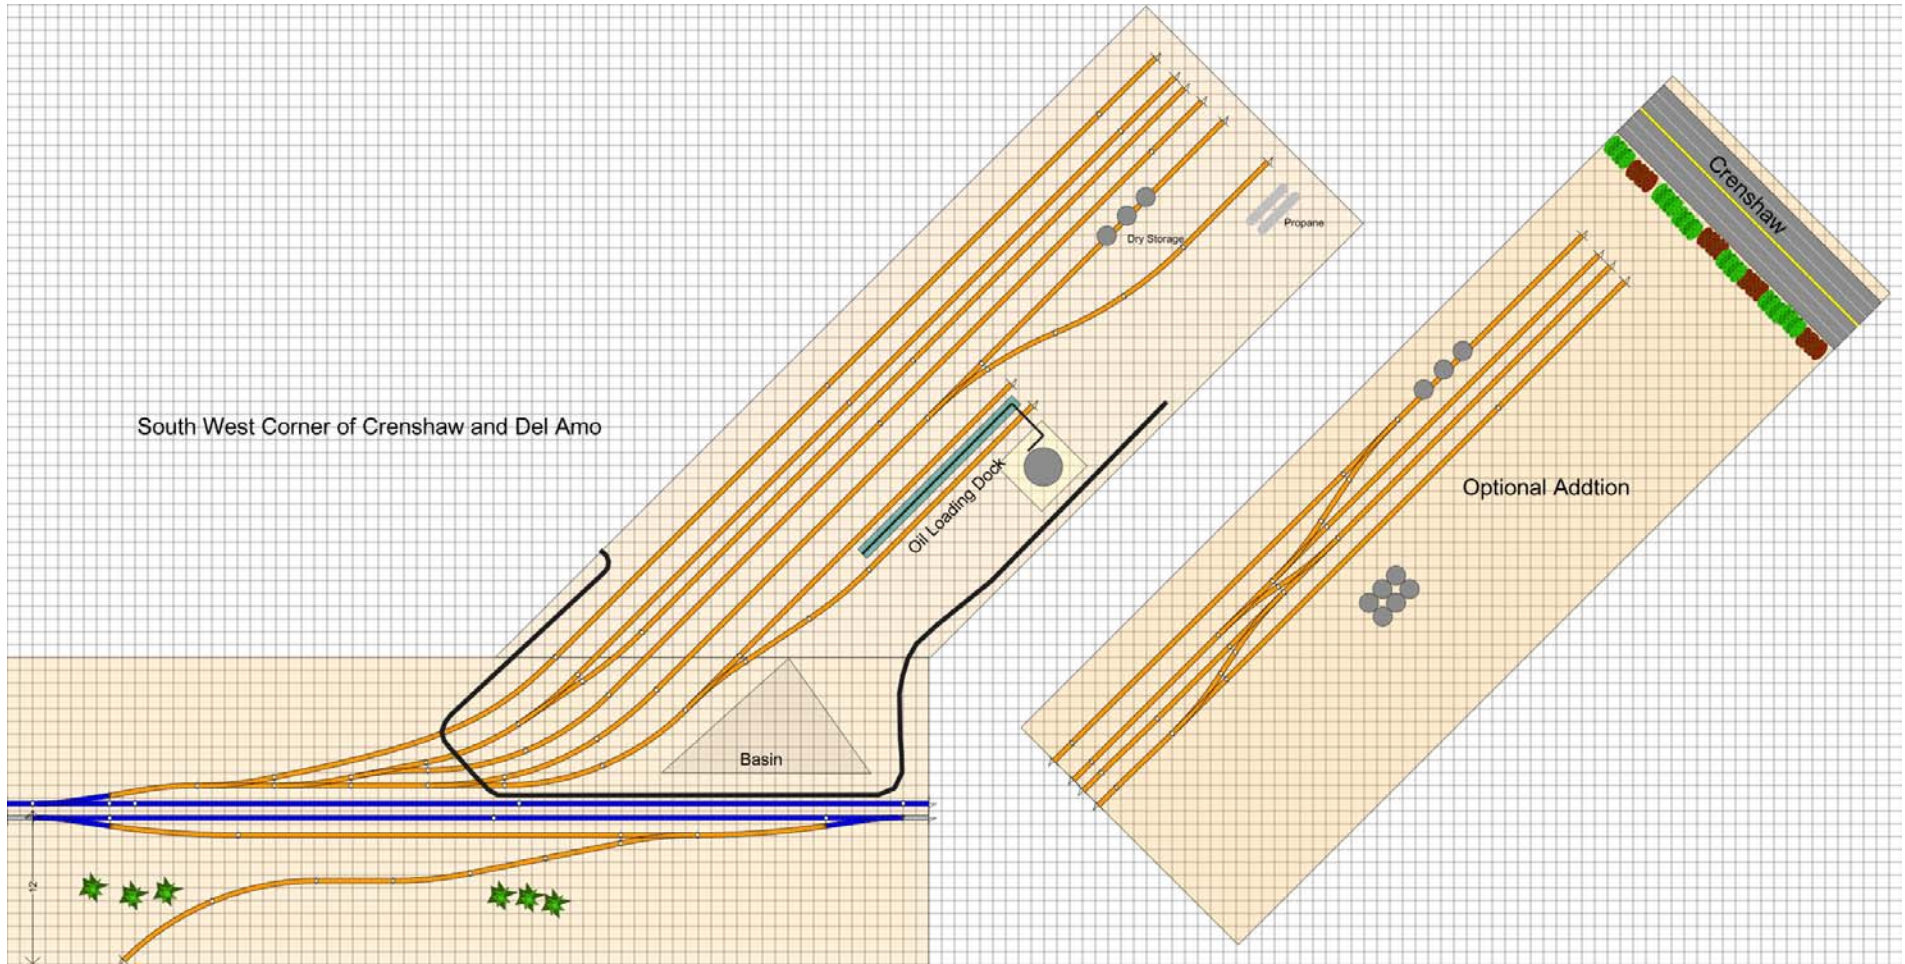 Crenshaw
Propane
Dry Storage
South West Corner of Crenshaw and Del Amo
Oil Loading Dock
Optional Addtion
Basin
12